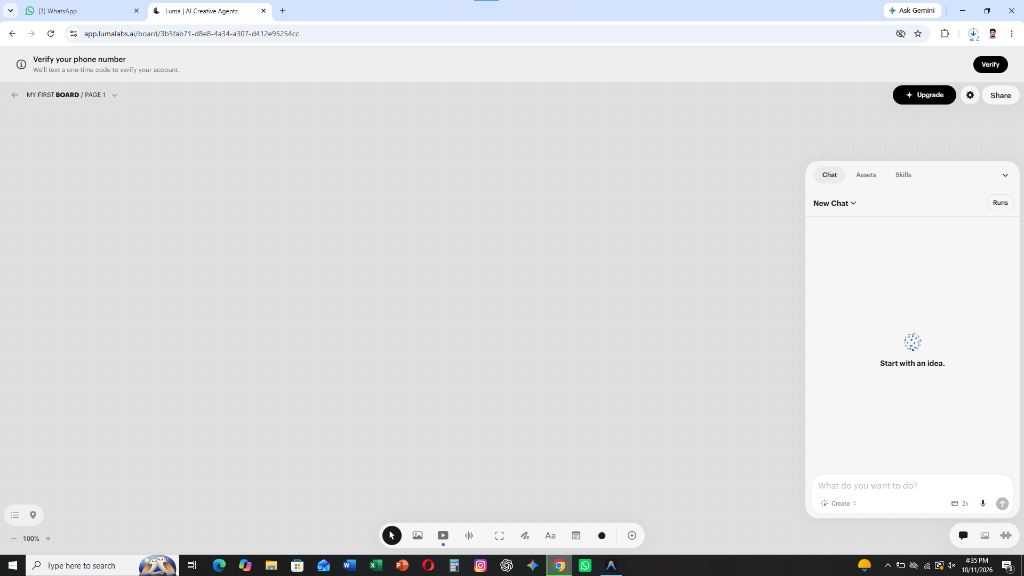 (3) WhatsApp
Luma | AI Creative Agents
Ask Gemini
app.lumalabs.ai/board/3b5fab71-d8e8-4a34-a307-d412e95254cc
Verify your phone number
We'll text a one-time code to verify your account.
Verify
MY FIRST BOARD / PAGE 1
Upgrade
Share
Chat
Assets
Skills
New Chat
Runs
Start with an idea.
What do you want to do?
Create
2k
Aa
100%
Type here to search
4:35 PM
10/11/2026